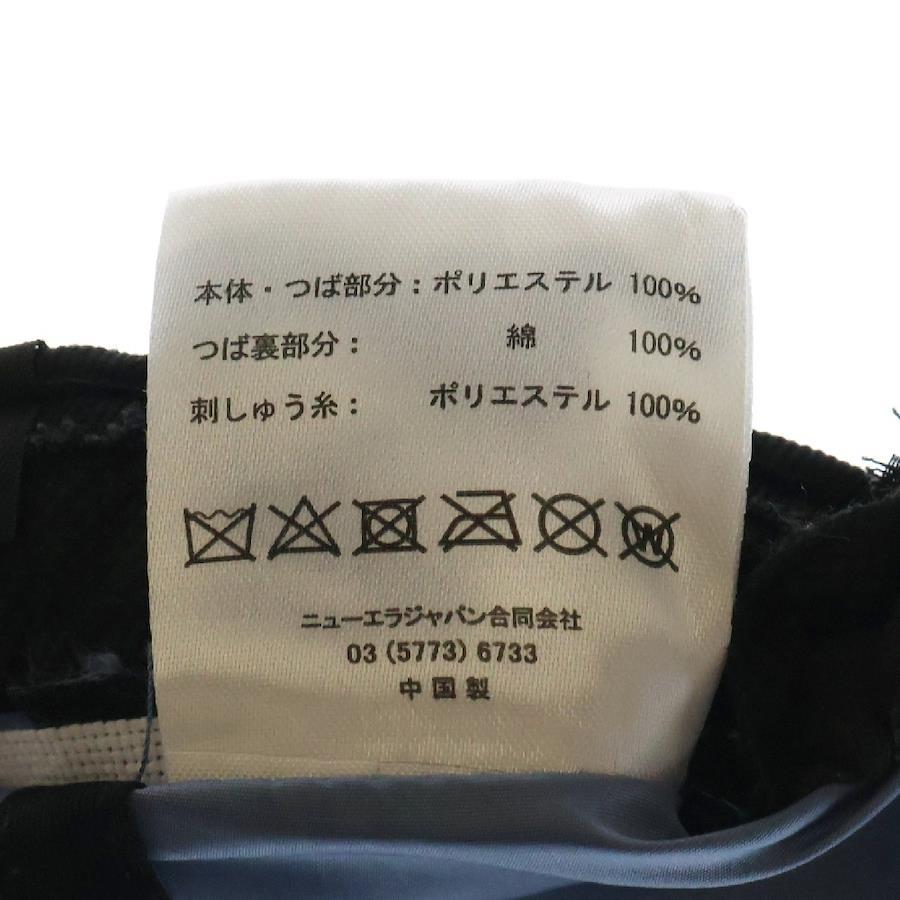 本体・つば部分：ポリエステル 100%
つば裏部分： 綿 100%
刺しゅう糸： ポリエステル 100%
W
ニューエラジャパン合同会社
03 (5773) 6733
中国製